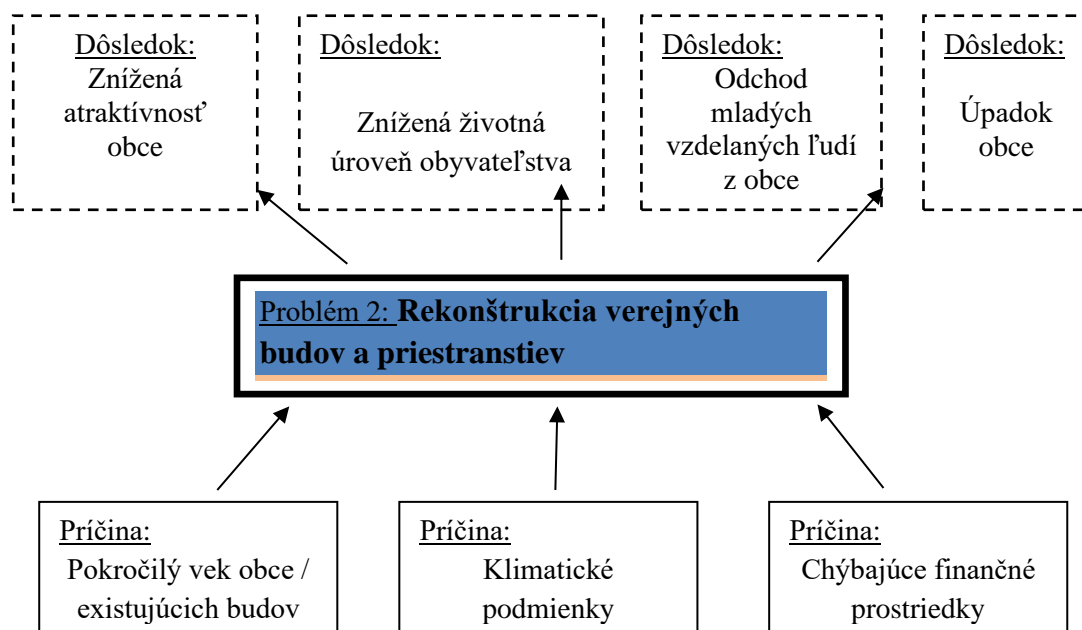 Dôsledok:
Znížená
atraktívnosť
obce
Dôsledok:
Znížená životná
úroveň obyvateľstva
Dôsledok:
Odchod
mladých
vzdelaných ľudí
z obce
Dôsledok:
Úpadok
obce
Problém 2: Rekonštrukcia verejných
budov a priestranstiev
Príčina:
Pokročilý vek obce /
existujúcich budov
Príčina:
Klimatické
podmienky
Príčina:
Chýbajúce finančné
prostriedky